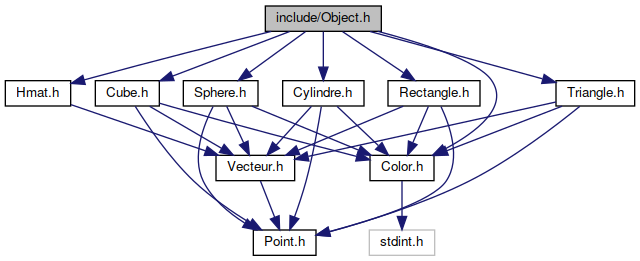 include/Object.h
Hmat.h
Cube.h
Sphere.h
Cylindre.h
Rectangle.h
Triangle.h
Vecteur.h
Color.h
Point.h
stdint.h